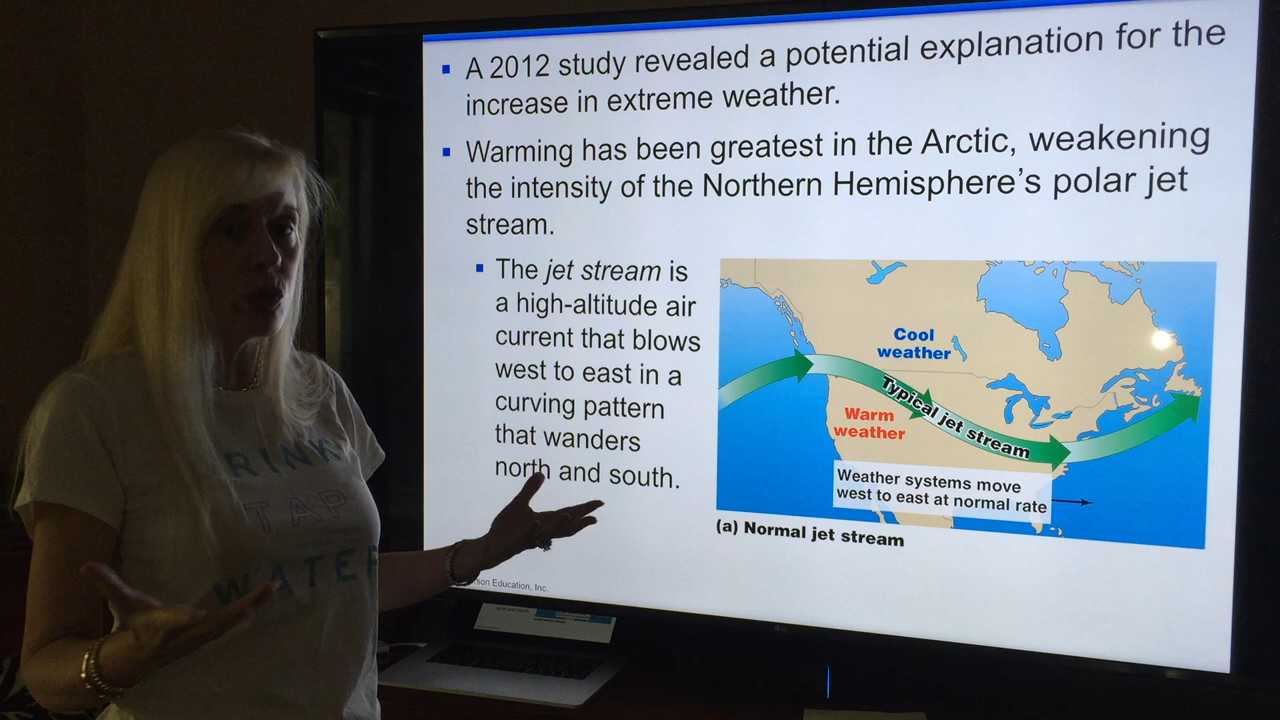 A 2012 study revealed a potential explanation for the
increase in extreme weather.
Warming has been greatest in the Arctic, weakening
the intensity of the Northern Hemisphere's polar jet
stream.
The jet stream is
a high-altitude air
current that blows
west to east in a
curving pattern
that wanders
north and south.
Cool
weather
Typical jet stream
Warm
weather
Weather systems move
west to east at normal rate
(a) Normal jet stream
Education, Inc.
TAP